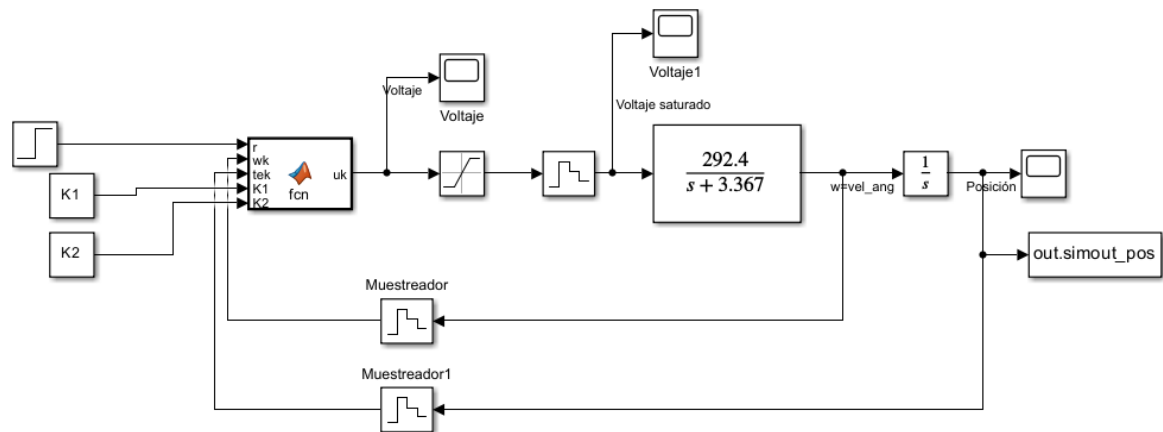 Voltaje1
Voltaje
Voltaje
Voltaje saturado
r
wk
tek
K1
K2
fcn
uk
292.4
s + 3.367
w=vel_ang
1
s
Posición
K1
K2
out.simout_pos
Muestreador
Muestreador1